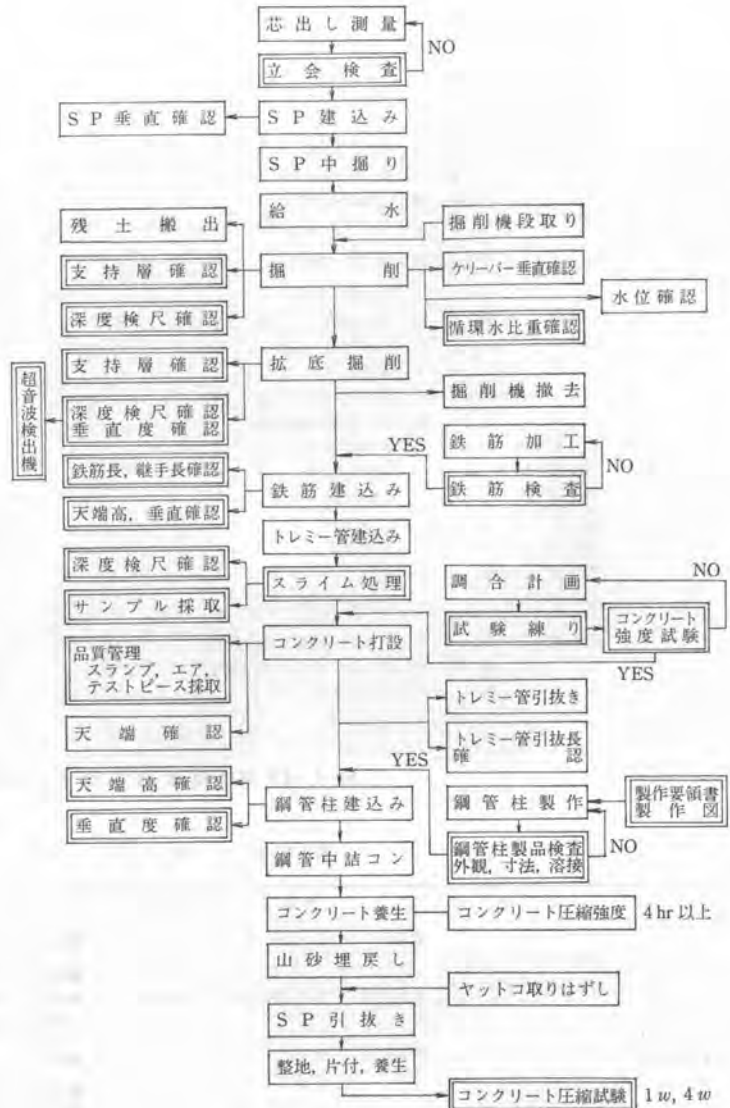 芯出し測量
NO
立会検査
SP垂直確認
SP建込み
SP中掘り
給水
残土搬出
掘削機段取り
支持層確認
掘削
ケリーバー垂直確認
水位確認
深度検尺確認
循環水比重確認
支持層確認
拡底掘削
超音波検出機
深度検尺確認
垂直度確認
掘削機撤去
YES
鉄筋加工
NO
鉄筋長,継手長確認
鉄筋建込み
鉄筋検査
天端高,垂直確認
トレミー管建込み
深度検尺確認
スライム処理
調合計画
NO
サンプル採取
試験練り
コンクリート
強度試験
YES
品質管理
スランプ,エア,
テストピース採取
コンクリート打設
天端確認
トレミー管引抜き
トレミー管引抜長
確認
YES
天端高確認
鋼管柱建込み
鋼管柱製作
製作要領書
製作図
垂直度確認
鋼管柱製品検査
外観,寸法,溶接
NO
鋼管中詰コン
コンクリート養生
コンクリート圧縮強度
4hr以上
山砂埋戻し
ヤットコ取りはずし
SP引抜き
整地,片付,養生
コンクリート圧縮試験
1w,4w